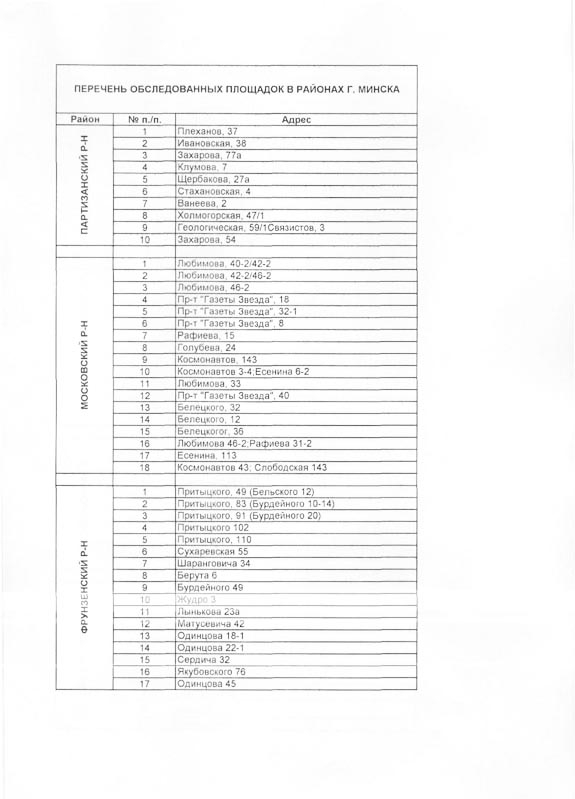 ПЕРЕЧЕНЬ ОБСЛЕДОВАННЫХ ПЛОЩАДОК В РАЙОНАХ Г. МИНСКА
Район № п./п. Адрес
ПАРТИЗАНСКИЙ Р-Н
1 Плеханов, 37
2 Ивановская, 38
3 Захарова, 77а
4 Клумова, 7
5 Щербакова, 27а
6 Стахановская, 4
7 Ванеева, 2
8 Холмогорская, 47/1
9 Геологическая, 59/1Связистов, 3
10 Захарова, 54
МОСКОВСКИЙ Р-Н
1 Любимова, 40-2/42-2
2 Любимова, 42-2/46-2
3 Любимова, 46-2
4 Пр-т "Газеты Звезда", 18
5 Пр-т "Газеты Звезда", 32-1
6 Пр-т "Газеты Звезда", 8
7 Рафиева, 15
8 Голубева, 24
9 Космонавтов, 143
10 Космонавтов 3-4;Есенина 6-2
11 Любимова, 33
12 Пр-т "Газеты Звезда", 40
13 Белецкого, 32
14 Белецкого, 12
15 Белецкогог, 36
16 Любимова 46-2;Рафиева 31-2
17 Есенина, 113
18 Космонавтов 43; Слободская 143
ФРУНЗЕНСКИЙ Р-Н
1 Притыцкого, 49 (Бельского 12)
2 Притыцкого, 83 (Бурдейного 10-14)
3 Притыцкого, 91 (Бурдейного 20)
4 Притыцкого 102
5 Притыцкого, 110
6 Сухаревская 55
7 Шаранговича 34
8 Берута 6
9 Бурдейного 49
10 Жудро 3
11 Лынькова 23а
12 Матусевича 42
13 Одинцова 18-1
14 Одинцова 22-1
15 Сердича 32
16 Якубовского 76
17 Одинцова 45